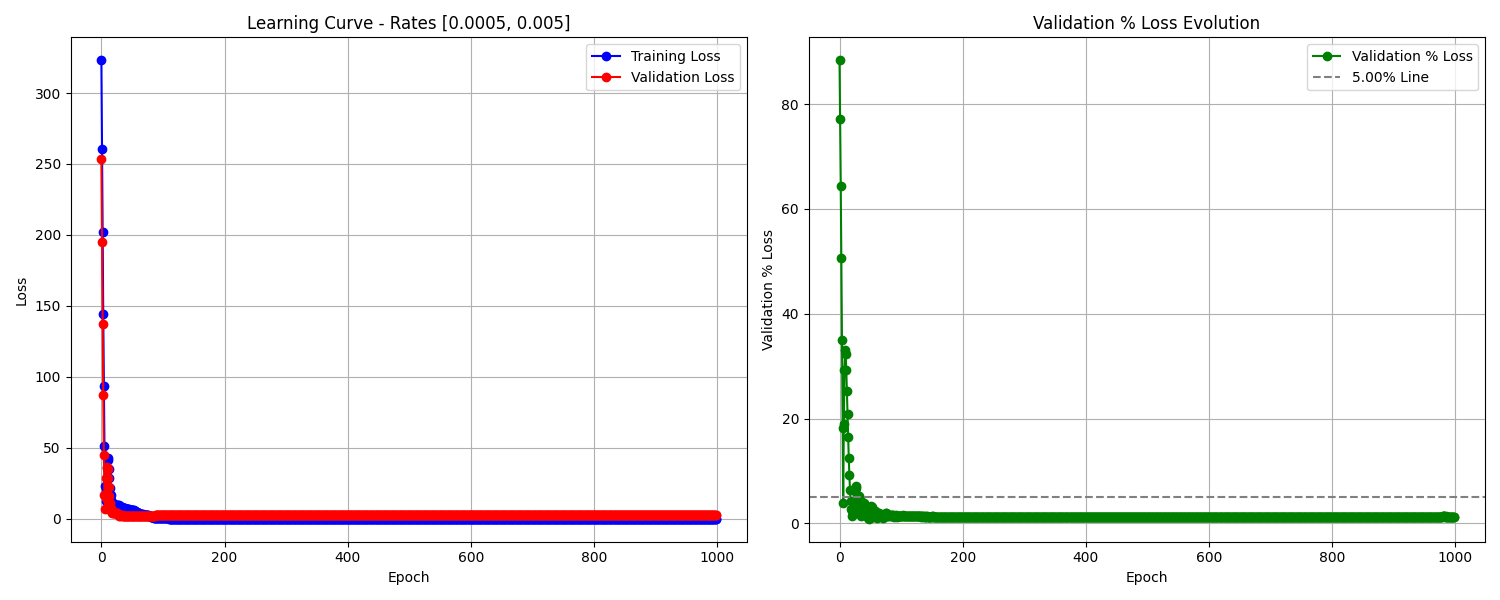 Learning Curve - Rates [0.0005, 0.005]
Training Loss
Validation Loss
300
250
200
150
100
50
0
Loss
0 200 400 600 800 1000
Epoch
Validation % Loss Evolution
Validation % Loss
5.00% Line
80
60
40
20
0
Validation % Loss
0 200 400 600 800 1000
Epoch